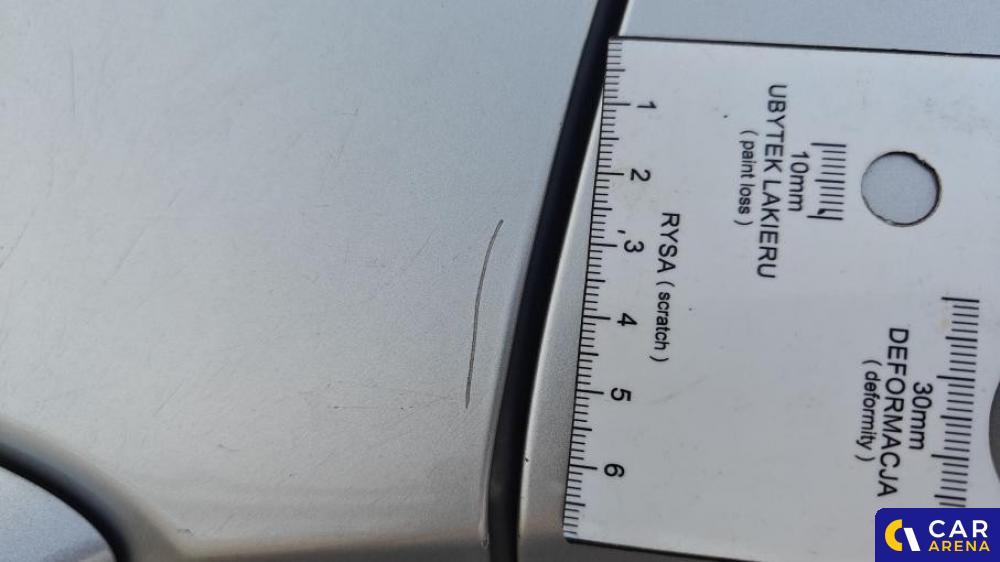 1
2
3
4
5
6
RYSA ( scratch )
10mm
UBYTEK LAKIERU
( paint loss )
30mm
DEFORMACJA
( deformity )
CAR
ARENA